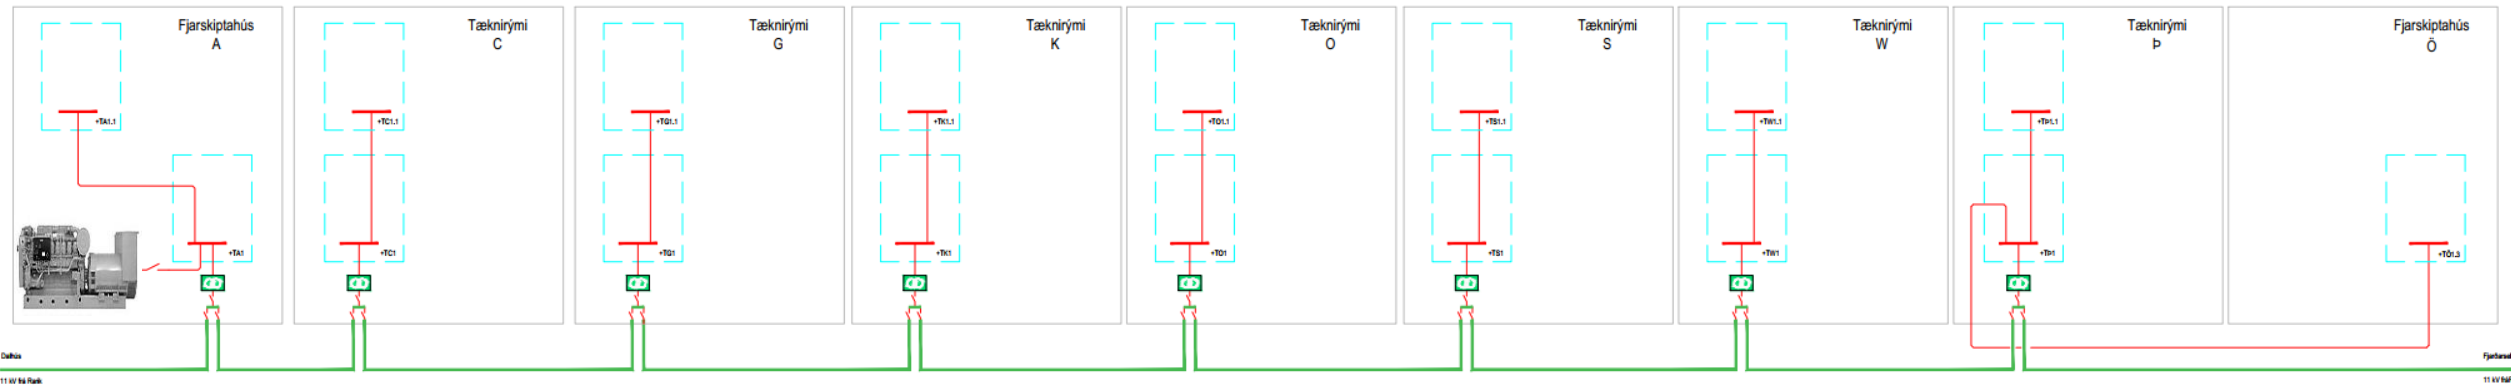 Fjarskiptahús
A
+TA1.1
+TA1
Tæknirými
C
+TC1.1
+TC1
Tæknirými
G
+TG1.1
+TG1
Tæknirými
K
+TK1.1
+TK1
Tæknirými
O
+TO1.1
+TO1
Tæknirými
S
+TS1.1
+TS1
Tæknirými
W
+TW1.1
+TW1
Tæknirými
Þ
+TÞ1.1
+TÞ1
Fjarskiptahús
Ö
+TÖ1.3
Dalhús
11 kV frá Rarik
11 kV